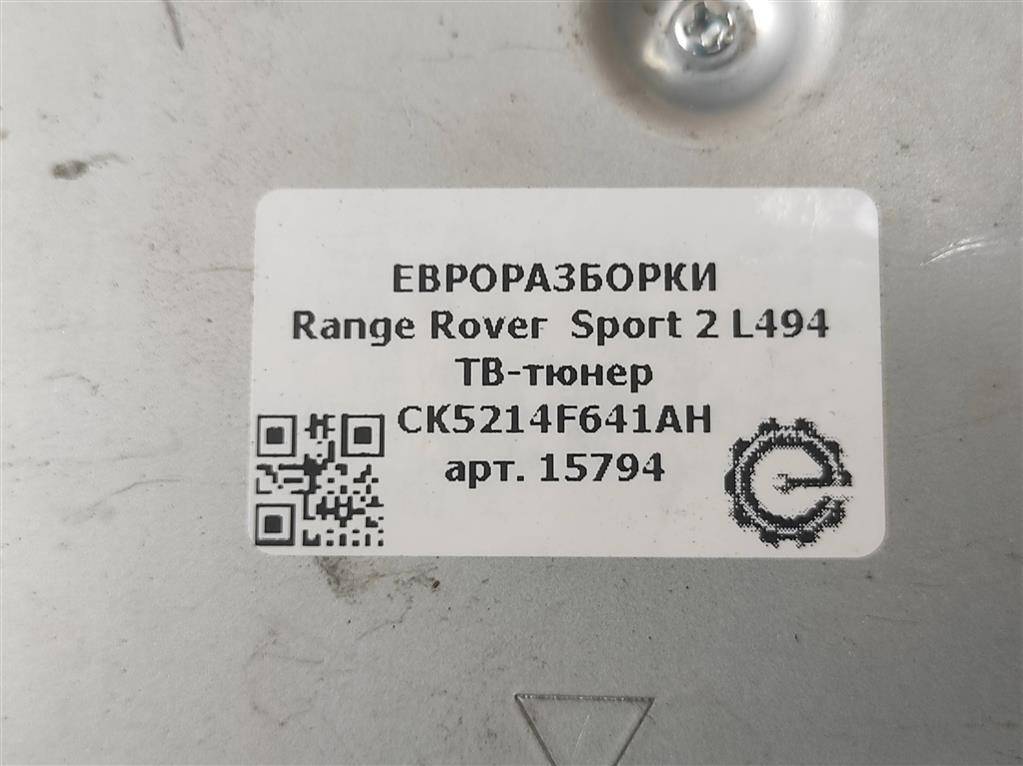 ЕВРОРАЗБОРКИ
Range Rover Sport 2 L494
ТВ-тюнер
CK5214F641AH
арт. 15794